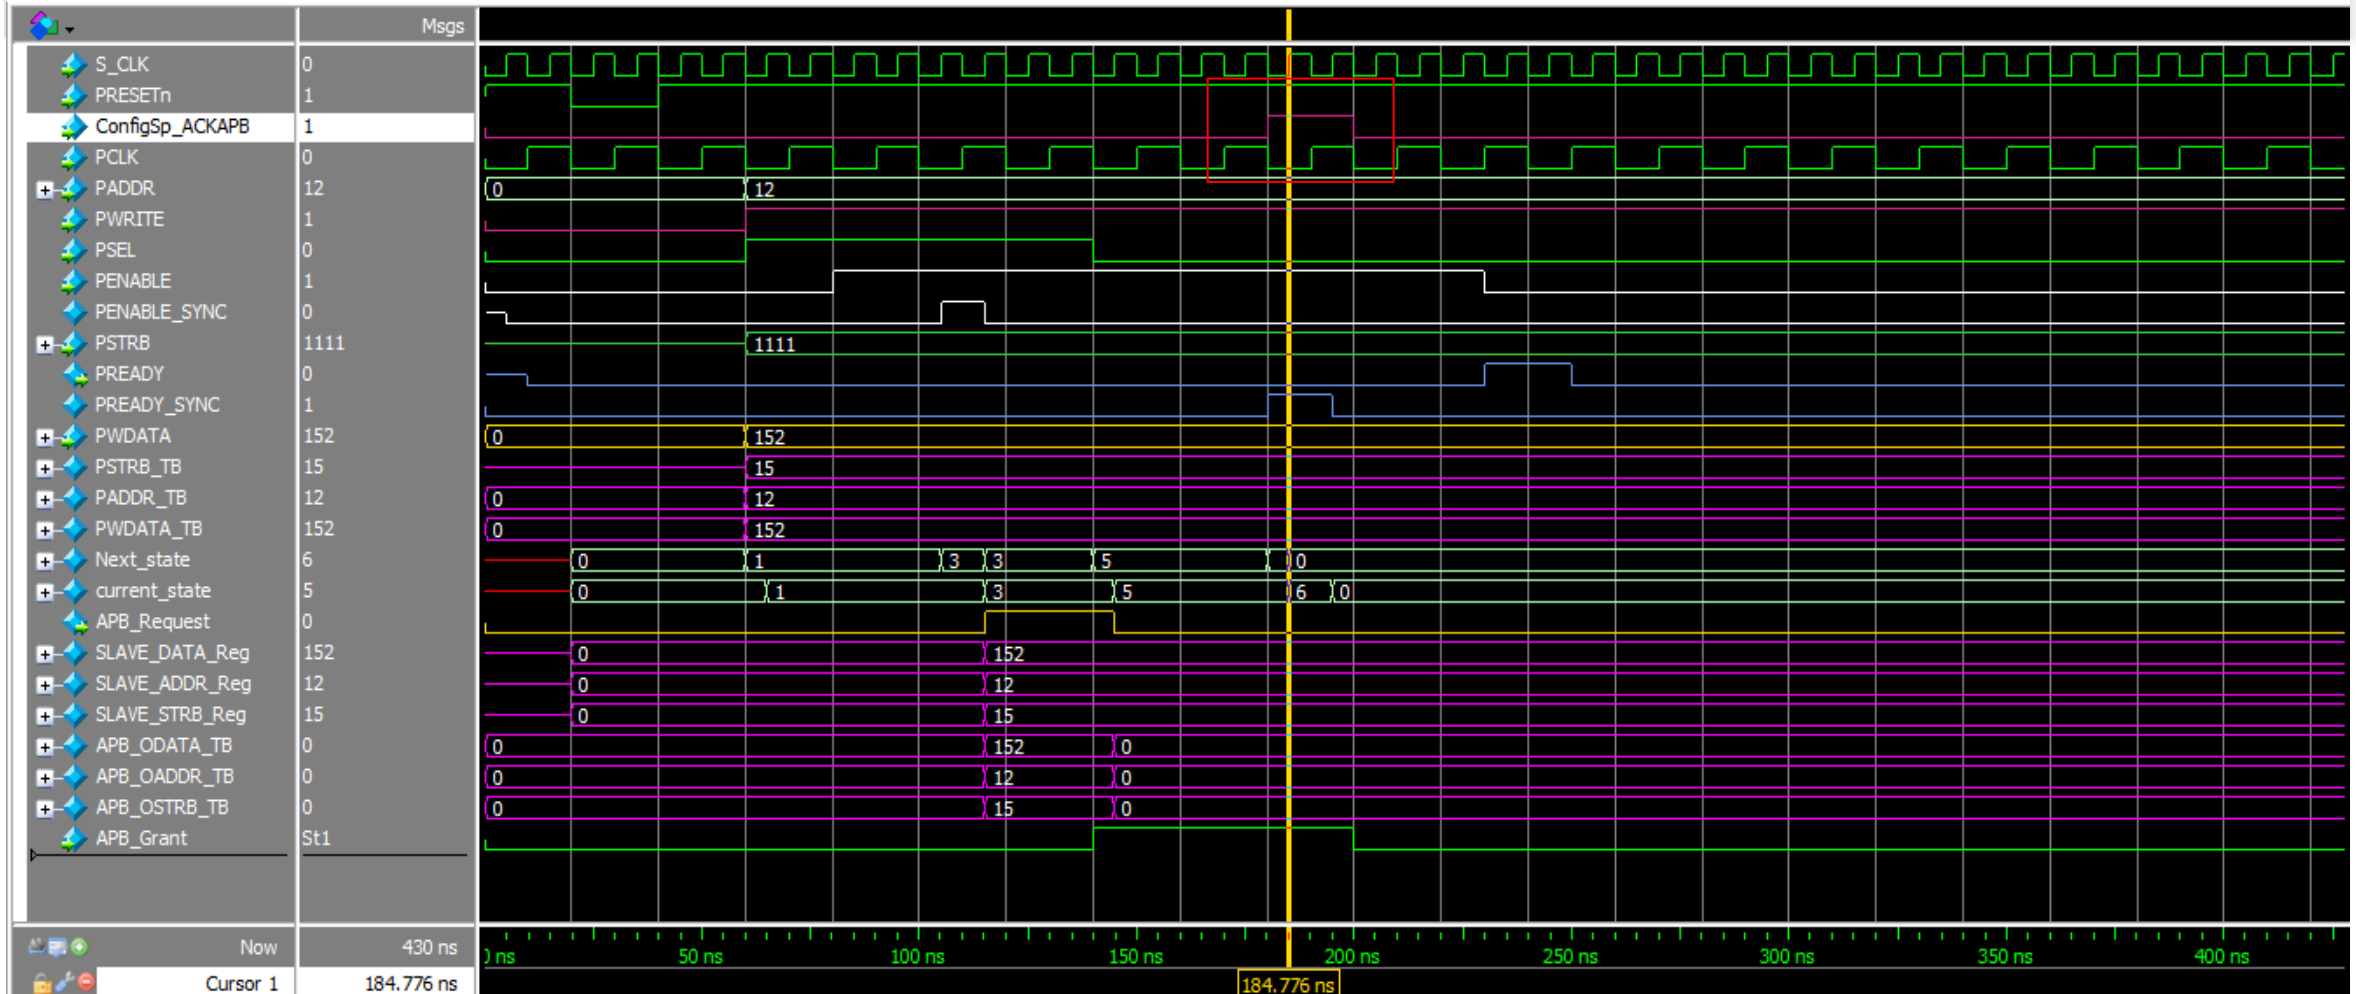 Msgs
S_CLK 0
PRESETn 1
ConfigSp_ACKAPB 1
PCLK 0
PADDR 12 0 12
PWRITE 1
PSEL 0
PENABLE 1
PENABLE_SYNC 0
PSTRB 1111 1111
PREADY 0
PREADY_SYNC 1
PWDATA 152 0 152
PSTRB_TB 15 15
PADDR_TB 12 0 12
PWDATA_TB 152 0 152
Next_state 6 0 1 3 3 5 0
current_state 5 0 1 3 5 6 0
APB_Request 0
SLAVE_DATA_Reg 152 0 152
SLAVE_ADDR_Reg 12 0 12
SLAVE_STRB_Reg 15 0 15
APB_ODATA_TB 0 0 152 0
APB_OADDR_TB 0 0 12 0
APB_OSTRB_TB 0 0 15 0
APB_Grant St1
Now 430 ns ns 50 ns 100 ns 150 ns 200 ns 250 ns 300 ns 350 ns 400 ns
Cursor 1 184.776 ns 184.776 ns